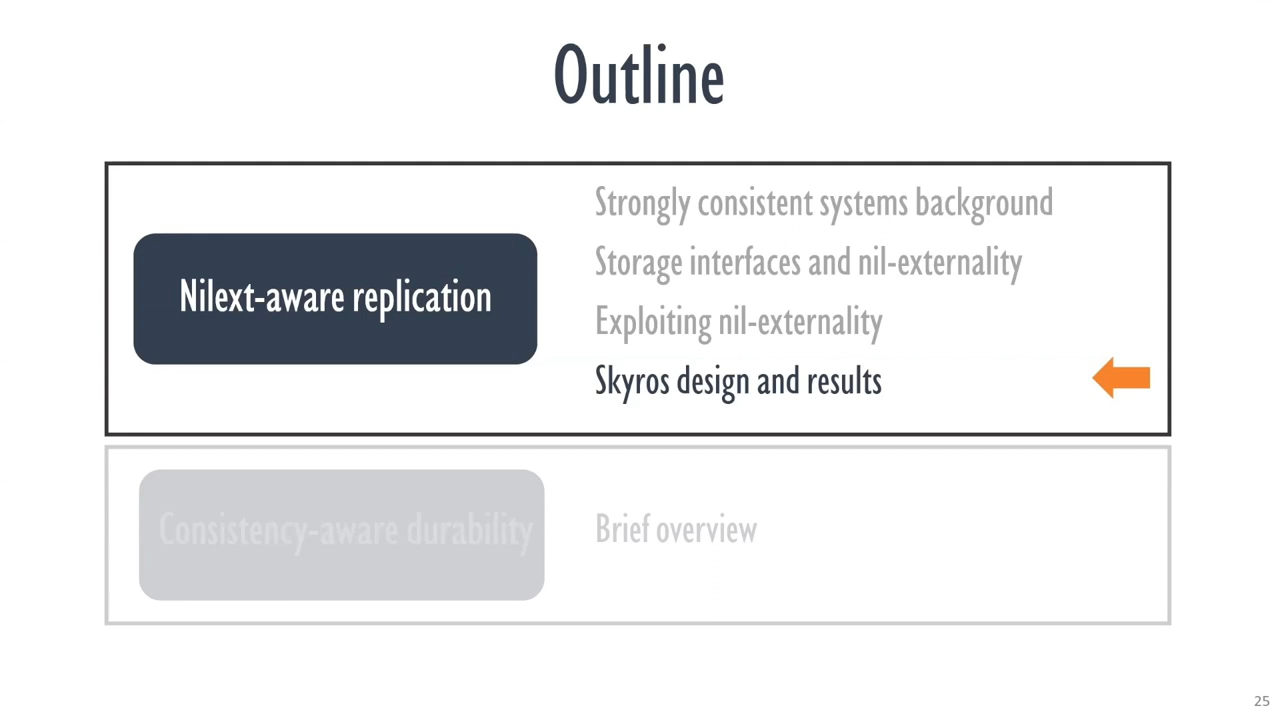 Outline
Nilext-aware replication
Strongly consistent systems background
Storage interfaces and nil-externality
Exploiting nil-externality
Skyros design and results
Consistency-aware durability
Brief overview
25